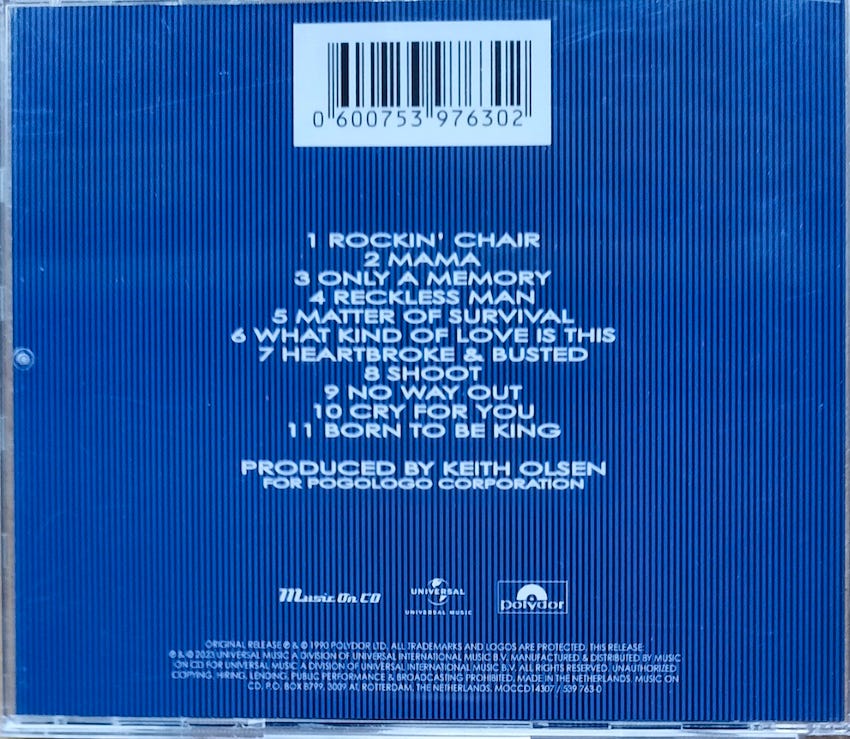 0 600753 976302
1 ROCKIN' CHAIR
2 MAMA
3 ONLY A MEMORY
4 RECKLESS MAN
5 MATTER OF SURVIVAL
6 WHAT KIND OF LOVE IS THIS
7 HEARTBROKE & BUSTED
8 SHOOT
9 NO WAY OUT
10 CRY FOR YOU
11 BORN TO BE KING
PRODUCED BY KEITH OLSEN
FOR POGOLOGO CORPORATION
Music On CD
UNIVERSAL
UNIVERSAL MUSIC
polydor
ORIGINAL RELEASE ℗ & © 1990 POLYDOR LTD. ALL TRADEMARKS AND LOGOS ARE PROTECTED. THIS RELEASE
℗ & © 2023 UNIVERSAL MUSIC A DIVISION OF UNIVERSAL INTERNATIONAL MUSIC B.V. MANUFACTURED & DISTRIBUTED BY MUSIC
ON CD FOR UNIVERSAL MUSIC A DIVISION OF UNIVERSAL INTERNATIONAL MUSIC B.V. ALL RIGHTS RESERVED. UNAUTHORIZED
COPYING, HIRING, LENDING, PUBLIC PERFORMANCE & BROADCASTING PROHIBITED. MADE IN THE NETHERLANDS. MUSIC ON
CD, P.O. BOX 8799, 3009 AT, ROTTERDAM, THE NETHERLANDS. MOCCD14307 / 539 763-0